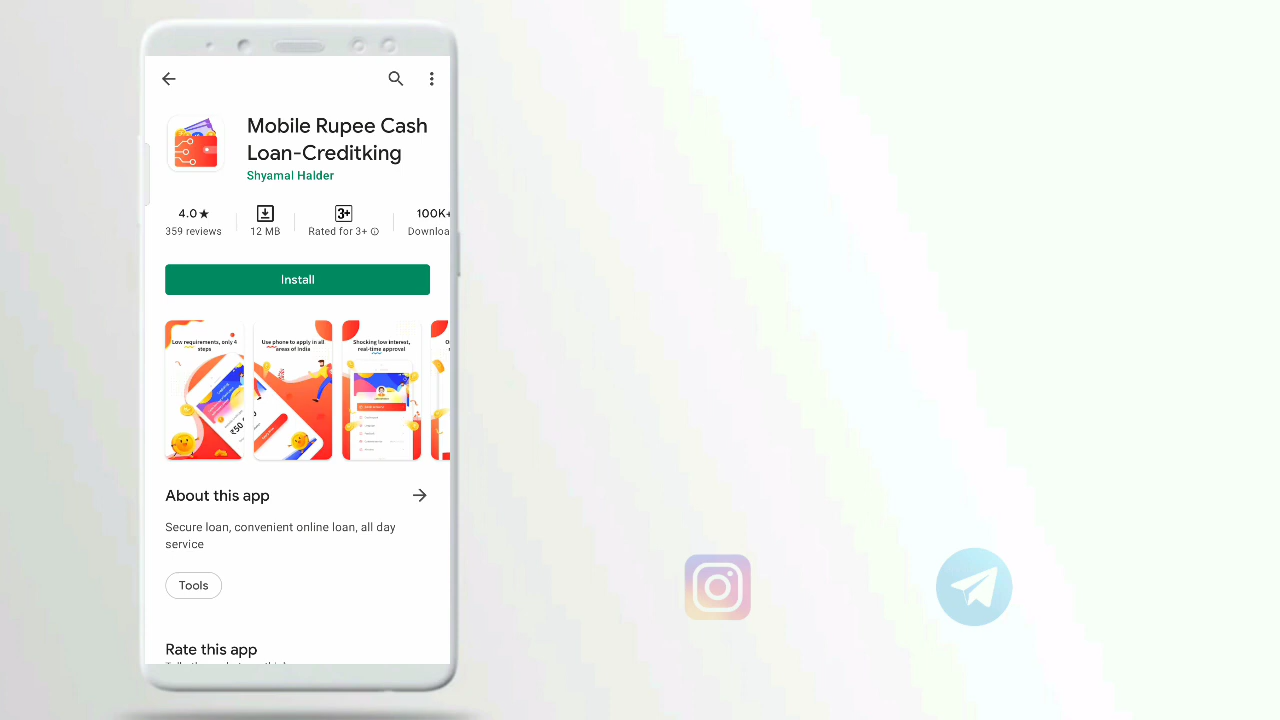 Mobile Rupee Cash
Loan-Creditking
Shyamal Halder
4.0★
359 reviews
12 MB
3+
Rated for 3+
100K+
Install
Low requirements, only 4
steps
₹50
Use phone to apply in all
areas of India
Shocking low interest,
real-time approval
About this app
Secure loan, convenient online loan, all day
service
Tools
Rate this app